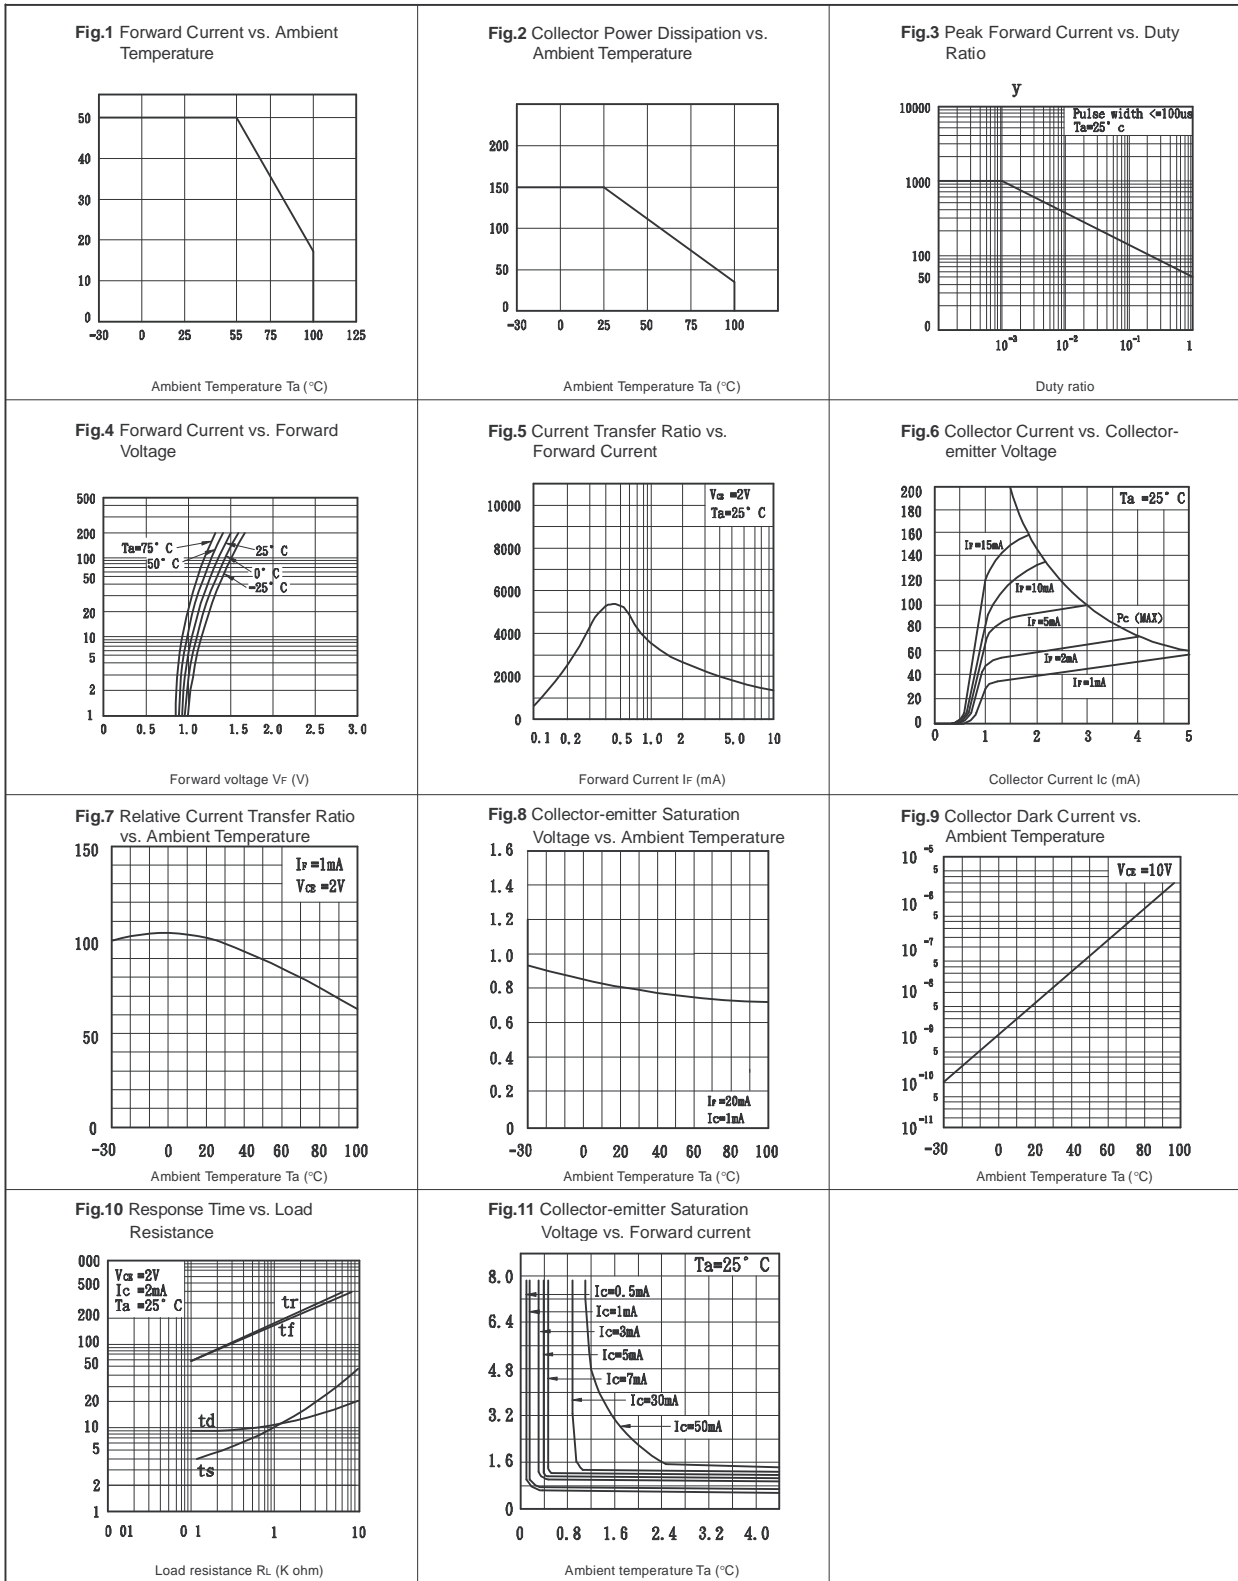 Fig.1 Forward Current vs. Ambient
Temperature
50
40
30
20
10
0
-30 0 25 55 75 100 125
Ambient Temperature Ta (°C)
Fig.2 Collector Power Dissipation vs.
Ambient Temperature
200
150
100
50
0
-30 0 25 50 75 100
Ambient Temperature Ta (°C)
Fig.3 Peak Forward Current vs. Duty
Ratio
y
Pulse width <=100us
Ta=25° c
10000
1000
100
50
0
10⁻³ 10⁻² 10⁻¹ 1
Duty ratio
Fig.4 Forward Current vs. Forward
Voltage
500
200
100
50
20
10
5
2
1
Ta=75° C
50° C
25° C
0° C
-25° C
0 0.5 1.0 1.5 2.0 3.0
Forward voltage VF (V)
Fig.5 Current Transfer Ratio vs.
Forward Current
VCE =2V
Ta=25° C
10000
8000
6000
4000
2000
0
0.1 0.2 0.5 1.0 2 5.0 10
Forward Current IF (mA)
Fig.6 Collector Current vs. Collector-
emitter Voltage
Ta =25° C
200
180
160
140
120
100
80
60
40
20
0
IF=15mA
IF=10mA
IF=5mA
Pc (MAX)
IF=2mA
IF=1mA
0 1 2 3 4 5
Collector Current Ic (mA)
Fig.7 Relative Current Transfer Ratio
vs. Ambient Temperature
IF =1mA
VCE =2V
150
100
50
0
-30 0 20 40 60 80 100
Ambient Temperature Ta (°C)
Fig.8 Collector-emitter Saturation
Voltage vs. Ambient Temperature
1.6
1.4
1.2
1.0
0.8
0.6
0.4
0.2
0
IF =20mA
Ic=1mA
-30 0 20 40 60 80 100
Ambient Temperature Ta (°C)
Fig.9 Collector Dark Current vs.
Ambient Temperature
VCE =10V
10⁻⁵
5
10⁻⁶
5
10⁻⁷
5
10⁻⁸
5
10⁻⁹
5
10⁻¹⁰
5
10⁻¹¹
-30 0 20 40 60 80 100
Ambient Temperature Ta (°C)
Fig.10 Response Time vs. Load
Resistance
VCE =2V
Ic =2mA
Ta =25° C
000
500
200
100
50
20
10
5
2
1
tr
tf
td
ts
0 01 0 1 1 10
Load resistance RL (K ohm)
Fig.11 Collector-emitter Saturation
Voltage vs. Forward current
Ta=25° C
8.0
6.4
4.8
3.2
1.6
0
Ic=0.5mA
Ic=1mA
Ic=3mA
Ic=5mA
Ic=7mA
Ic=30mA
Ic=50mA
0 0.8 1.6 2.4 3.2 4.0
Ambient temperature Ta (°C)